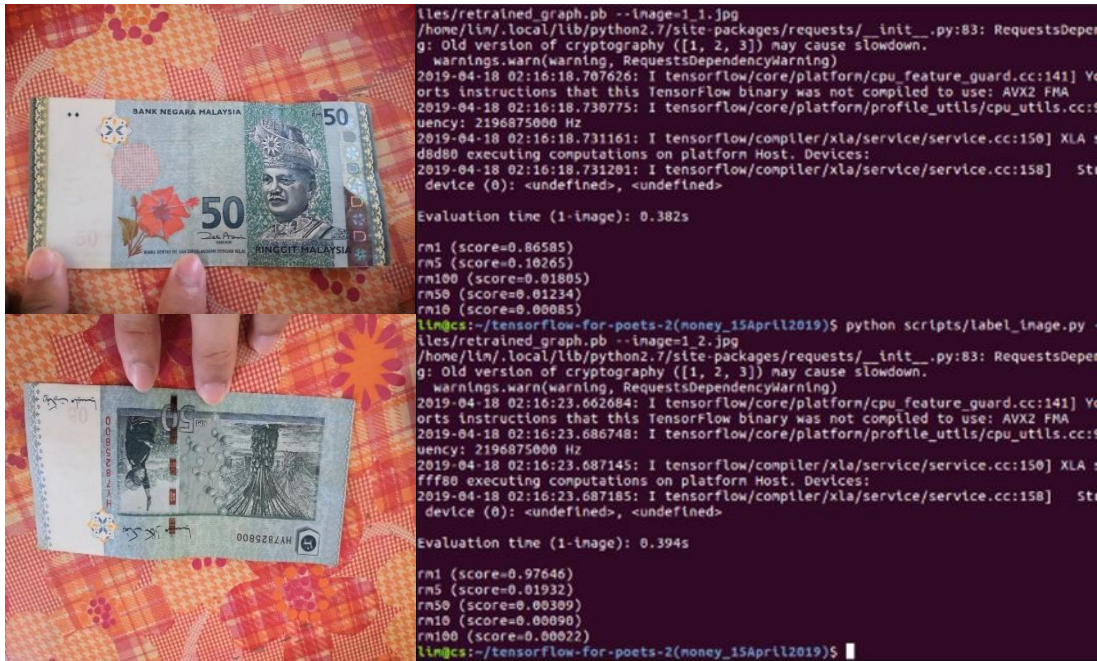 BANK NEGARA MALAYSIA
RM50
50
GABENOR
RINGGIT MALAYSIA
50
HY7825800
HY7825800
iles/retrained_graph.pb --image=1_1.jpg
/home/lim/.local/lib/python2.7/site-packages/requests/__init__.py:83: RequestsDepen
g: Old version of cryptography ([1, 2, 3]) may cause slowdown.
warnings.warn(warning, RequestsDependencyWarning)
2019-04-18 02:16:18.707626: I tensorflow/core/platform/cpu_feature_guard.cc:141] Yo
orts instructions that this TensorFlow binary was not compiled to use: AVX2 FMA
2019-04-18 02:16:18.730775: I tensorflow/core/platform/profile_utils/cpu_utils.cc:9
uency: 2196875000 Hz
2019-04-18 02:16:18.731161: I tensorflow/compiler/xla/service/service.cc:150] XLA s
d8d80 executing computations on platform Host. Devices:
2019-04-18 02:16:18.731201: I tensorflow/compiler/xla/service/service.cc:158] Str
device (0): <undefined>, <undefined>
Evaluation time (1-image): 0.382s
rm1 (score=0.86585)
rm5 (score=0.10265)
rm100 (score=0.01805)
rm50 (score=0.01234)
rm10 (score=0.00085)
lim@cs:~/tensorflow-for-poets-2(money_15April2019)$ python scripts/label_image.py -
iles/retrained_graph.pb --image=1_2.jpg
/home/lim/.local/lib/python2.7/site-packages/requests/__init__.py:83: RequestsDepen
g: Old version of cryptography ([1, 2, 3]) may cause slowdown.
warnings.warn(warning, RequestsDependencyWarning)
2019-04-18 02:16:23.662684: I tensorflow/core/platform/cpu_feature_guard.cc:141] Yo
orts instructions that this TensorFlow binary was not compiled to use: AVX2 FMA
2019-04-18 02:16:23.686748: I tensorflow/core/platform/profile_utils/cpu_utils.cc:9
uency: 2196875000 Hz
2019-04-18 02:16:23.687145: I tensorflow/compiler/xla/service/service.cc:150] XLA s
fff80 executing computations on platform Host. Devices:
2019-04-18 02:16:23.687185: I tensorflow/compiler/xla/service/service.cc:158] Str
device (0): <undefined>, <undefined>
Evaluation time (1-image): 0.394s
rm1 (score=0.97646)
rm5 (score=0.01932)
rm50 (score=0.00309)
rm10 (score=0.00090)
rm100 (score=0.00022)
lim@cs:~/tensorflow-for-poets-2(money_15April2019)$